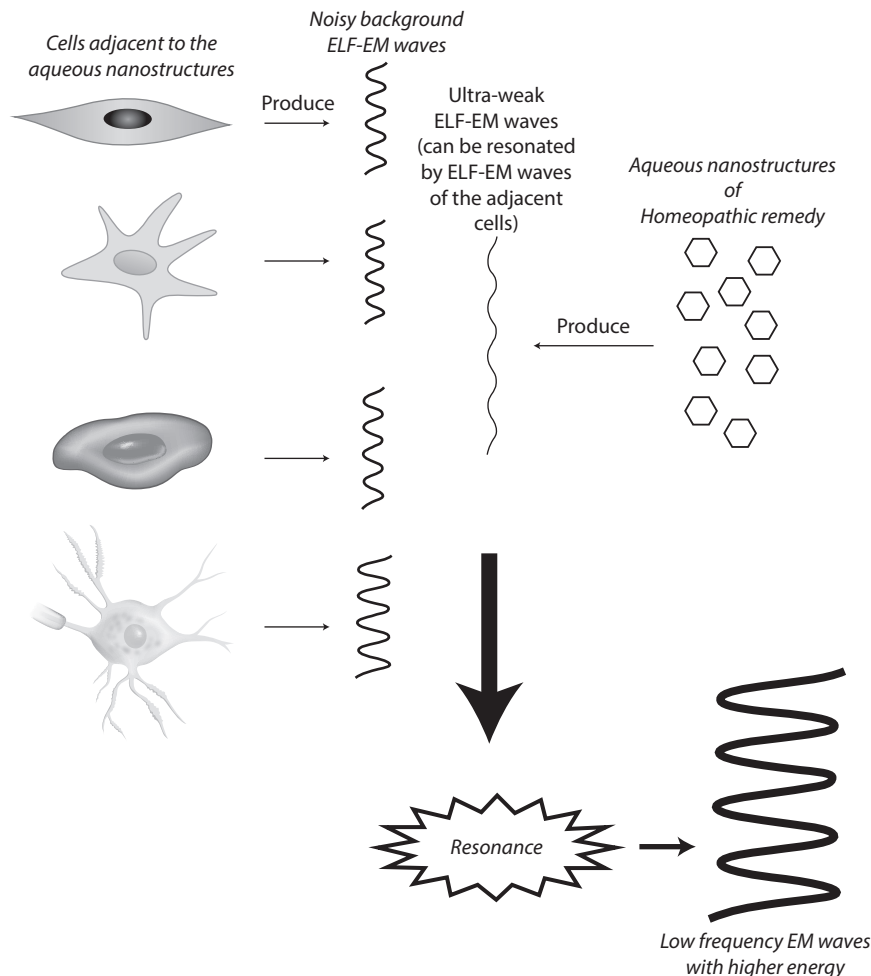 Cells adjacent to the
aqueous nanostructures
Noisy background
ELF-EM waves
Produce
Ultra-weak
ELF-EM waves
(can be resonated
by ELF-EM waves
of the adjacent
cells)
Aqueous nanostructures
of
Homeopathic remedy
Produce
Resonance
Low frequency EM waves
with higher energy